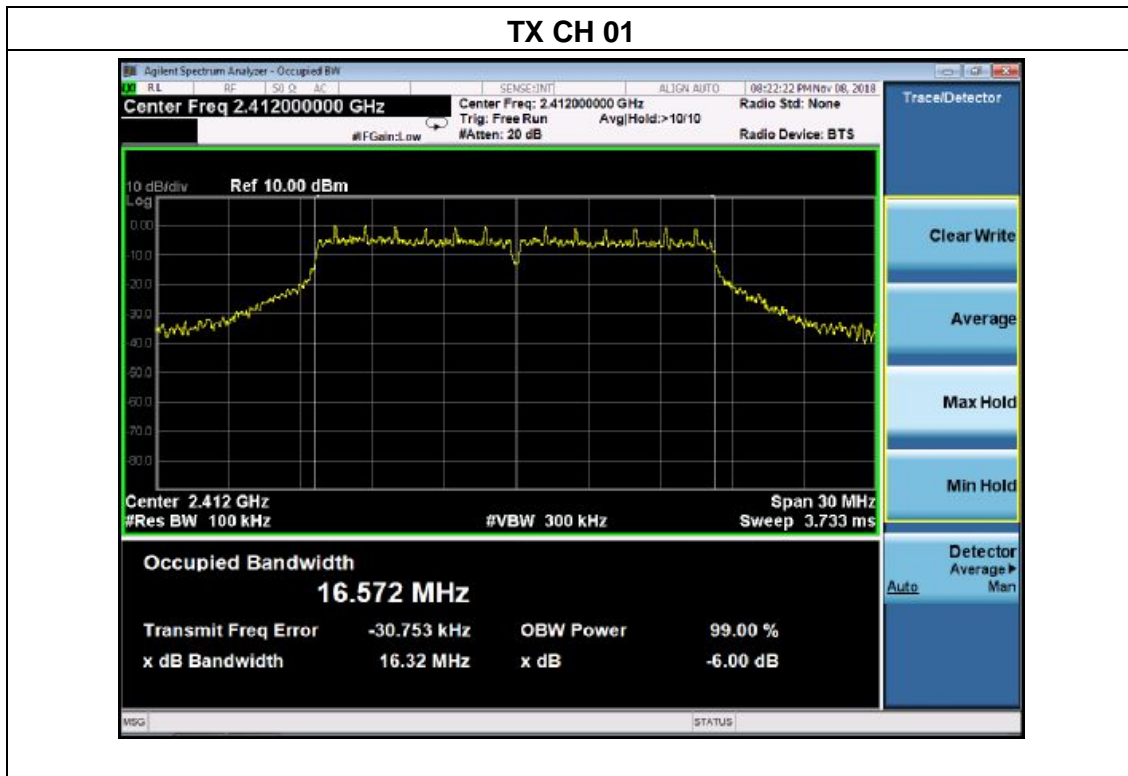 TX CH 01
Agilent Spectrum Analyzer - Occupied BW
RL RF 50 Ω AC SENSE:INT ALIGN AUTO 08:22:22 PM Nov 08, 2018
Center Freq 2.412000000 GHz
Center Freq: 2.412000000 GHz
Radio Std: None
Trig: Free Run Avg|Hold:>10/10
#IFGain:Low
#Atten: 20 dB
Radio Device: BTS
10 dB/div Ref 10.00 dBm
Log
0.00
-10.0
-20.0
-30.0
-40.0
-50.0
-60.0
-70.0
-80.0
Center 2.412 GHz Span 30 MHz
#Res BW 100 kHz #VBW 300 kHz Sweep 3.733 ms
Occupied Bandwidth
16.572 MHz
Transmit Freq Error -30.753 kHz OBW Power 99.00 %
x dB Bandwidth 16.32 MHz x dB -6.00 dB
MSG STATUS
Trace/Detector
Clear Write
Average
Max Hold
Min Hold
Detector
Average▶
Auto Man